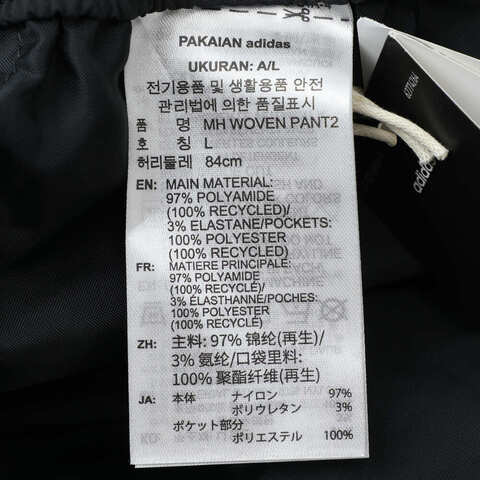 PAKAIAN adidas
UKURAN: A/L
전기용품 및 생활용품 안전
관리법에 의한 품질표시
품 명 MH WOVEN PANT2
호 칭 L
허리둘레 84cm
EN: MAIN MATERIAL:
97% POLYAMIDE
(100% RECYCLED)/
3% ELASTANE/POCKETS:
100% POLYESTER
(100% RECYCLED)
FR: MATIERE PRINCIPALE:
97% POLYAMIDE
(100% RECYCLE)/
3% ÉLASTHANNE/POCHES:
100% POLYESTER
(100% RECYCLÉ)
ZH: 主料: 97% 锦纶(再生)/
3% 氨纶/口袋里料:
100% 聚酯纤维(再生)
JA: 本体 ナイロン 97%
ポリウレタン 3%
ポケット部分
ポリエステル 100%
adidas